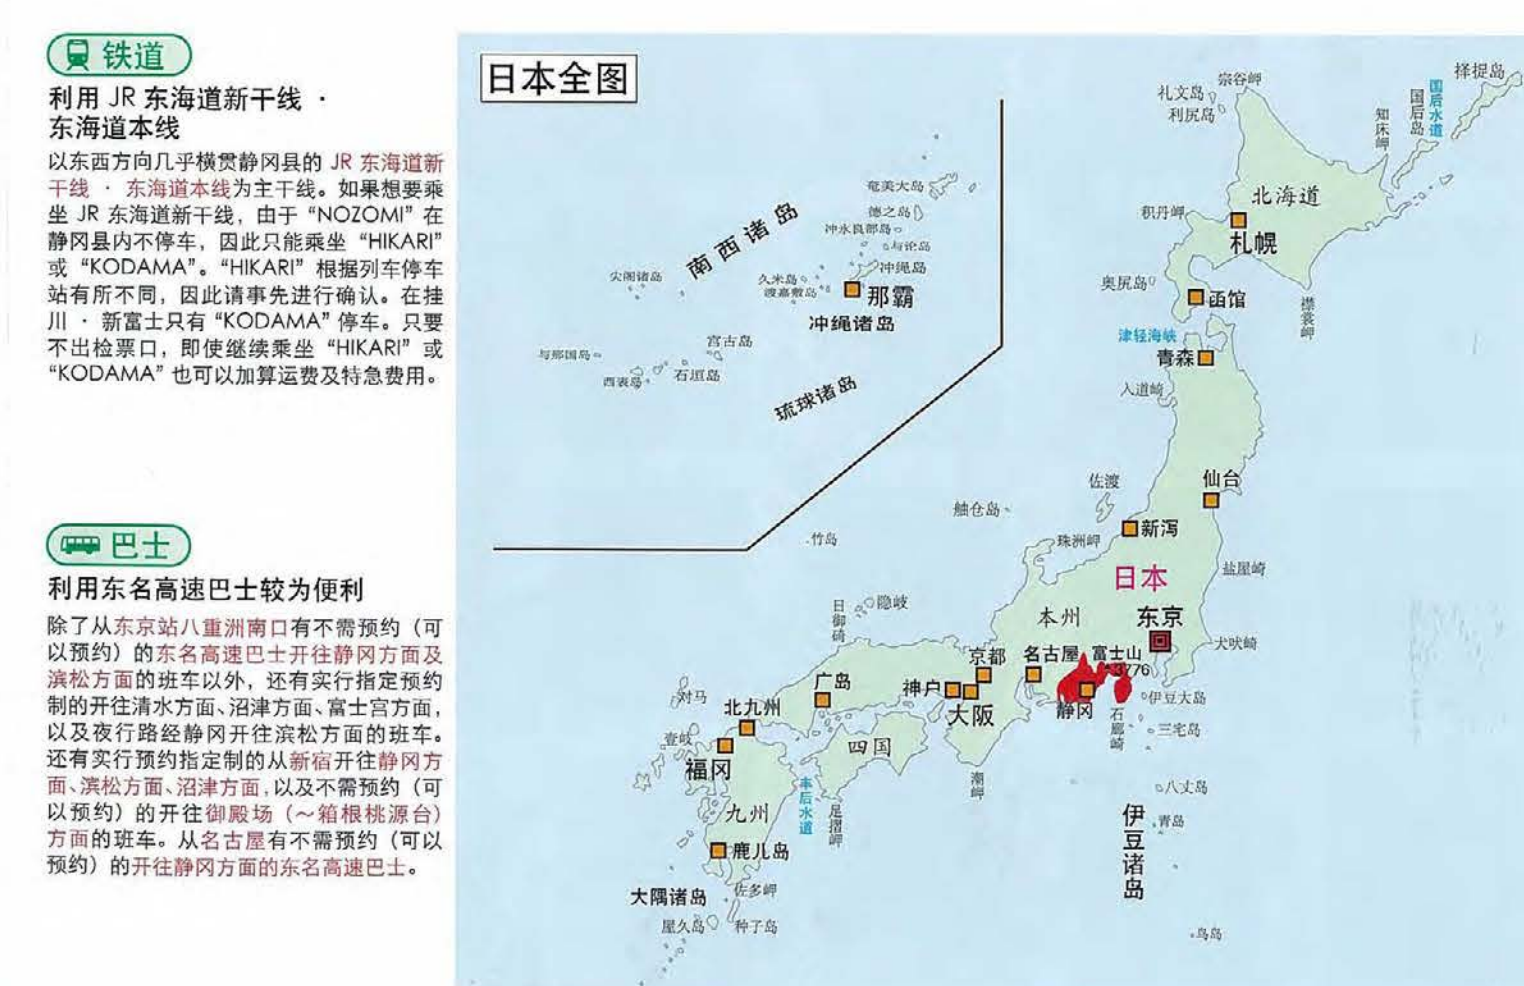 铁道
利用 JR 东海道新干线 ·
东海道本线
以东西方向几乎横贯静冈县的 JR 东海道新
干线 · 东海道本线为主干线。如果想要乘
坐 JR 东海道新干线，由于 “NOZOMI” 在
静冈县内不停车，因此只能乘坐 “HIKARI”
或 “KODAMA”。“HIKARI” 根据列车停车
站有所不同，因此请事先进行确认。在挂
川 · 新富士只有 “KODAMA” 停车。只要
不出检票口，即使继续乘坐 “HIKARI” 或
“KODAMA” 也可以加算运费及特急费用。
巴士
利用东名高速巴士较为便利
除了从东京站八重洲南口有不需预约（可
以预约）的东名高速巴士开往静冈方面及
滨松方面的班车以外，还有实行指定预约
制的开往清水方面、沼津方面、富士宫方面，
以及夜行路经静冈开往滨松方面的班车。
还有实行预约指定制的从新宿开往静冈方
面、滨松方面、沼津方面，以及不需预约（可
以预约）的开往御殿场（～箱根桃源台）
方面的班车。从名古屋有不需预约（可以
预约）的开往静冈方面的东名高速巴士。
日本全图
宗谷岬
礼文岛
利尻岛
择捉岛
国后水道
国后岛
知床岬
北海道
积丹岬
札幌
奥尻岛
函馆
襟裳岬
津轻海峡
青森
入道崎
奄美大岛
德之岛
冲永良部岛
与论岛
冲绳岛
南西诸岛
尖阁诸岛
久米岛
渡嘉敷岛
那霸
冲绳诸岛
宫古岛
与那国岛
西表岛
石垣岛
琉球诸岛
仙台
佐渡
舳仓岛
新泻
珠洲岬
竹岛
日本
盐屋崎
隐岐
日御碕
本州
东京
犬吠崎
京都
名古屋
富士山
3776
神户
大阪
静冈
伊豆大岛
石廊崎
三宅岛
广岛
对马
北九州
壹岐
福冈
四国
潮岬
丰后水道
足摺岬
九州
八丈岛
伊豆诸岛
青岛
鹿儿岛
大隅诸岛
佐多岬
屋久岛
种子岛
鸟岛